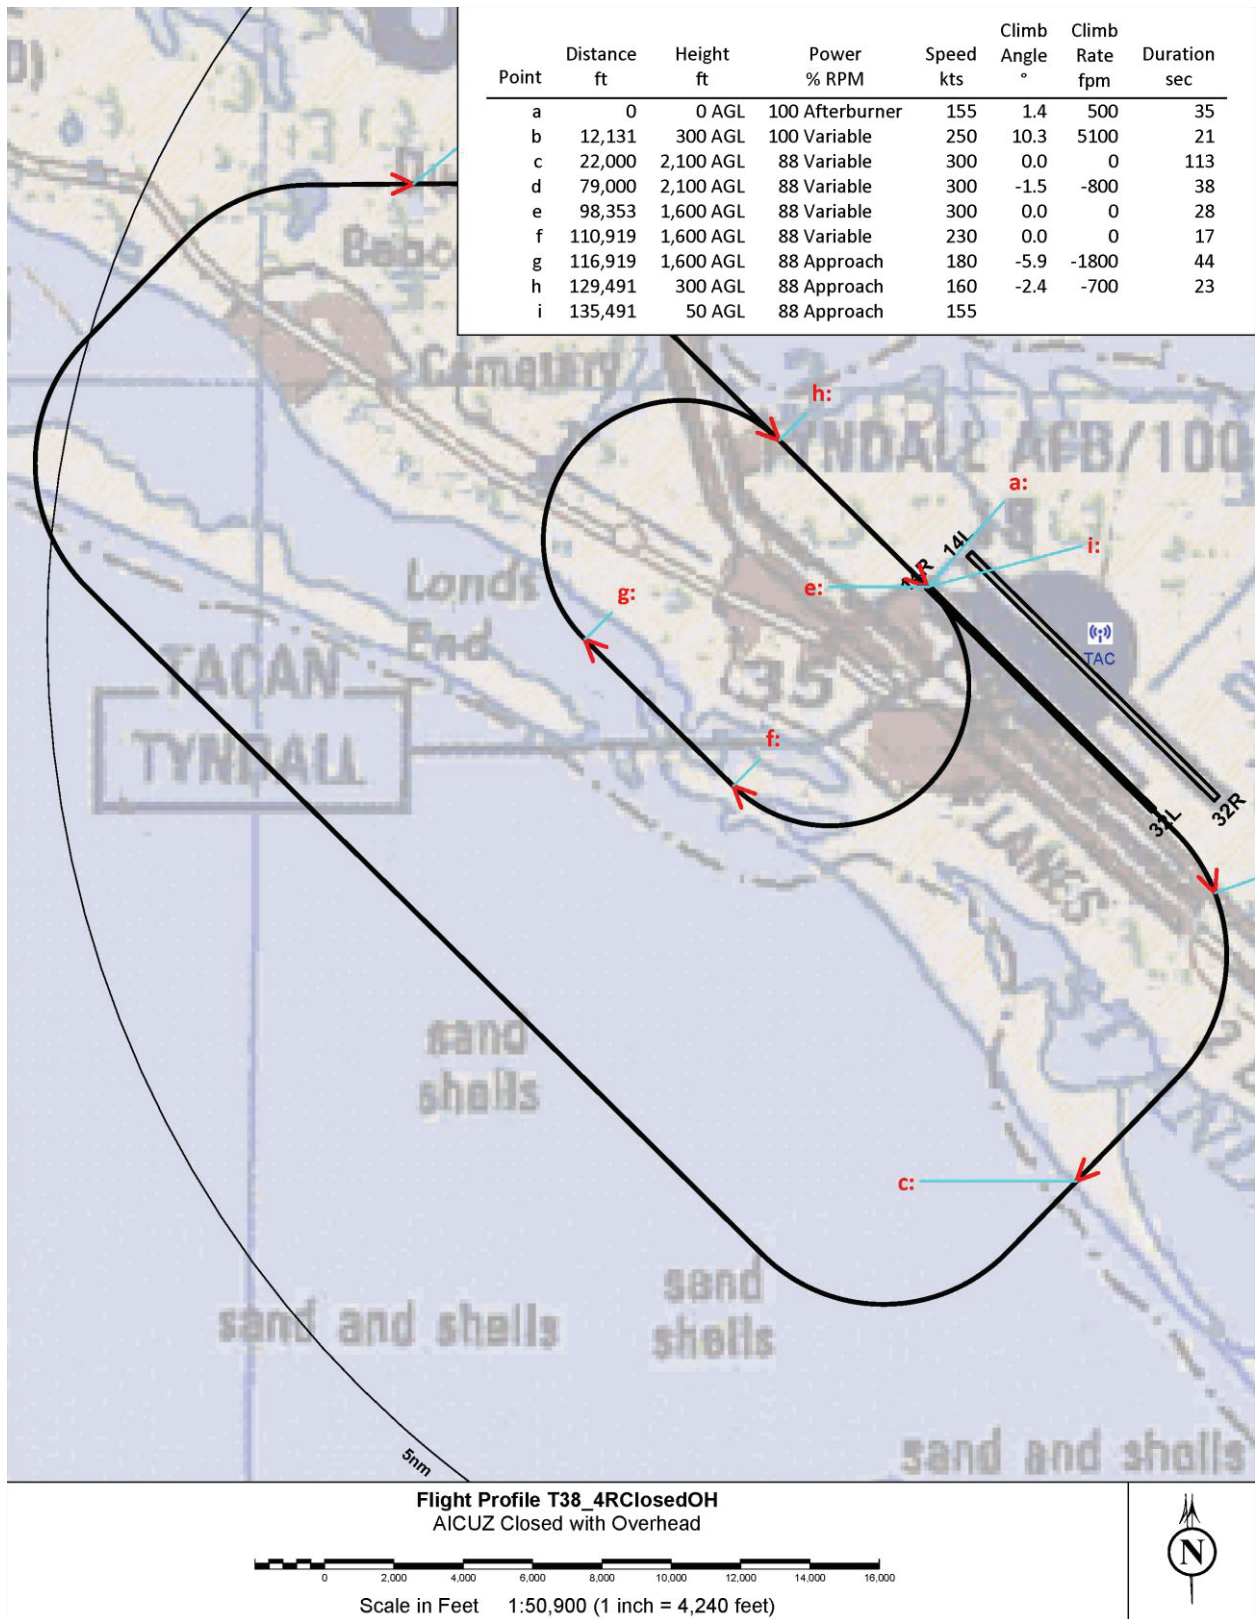 Climb Climb
Distance Height Power Speed Angle Rate Duration
Point ft ft % RPM kts ° fpm sec
a 0 0 AGL 100 Afterburner 155 1.4 500 35
b 12,131 300 AGL 100 Variable 250 10.3 5100 21
c 22,000 2,100 AGL 88 Variable 300 0.0 0 113
d 79,000 2,100 AGL 88 Variable 300 -1.5 -800 38
e 98,353 1,600 AGL 88 Variable 300 0.0 0 28
f 110,919 1,600 AGL 88 Variable 230 0.0 0 17
g 116,919 1,600 AGL 88 Approach 180 -5.9 -1800 44
h 129,491 300 AGL 88 Approach 160 -2.4 -700 23
i 135,491 50 AGL 88 Approach 155
Cemetery
h:
TYNDALL AFB/100
a:
14L
i:
e:
Lands
End
g:
TAC
TACAN
TYNDALL
35
f:
LANES
32L
32R
sand
shells
c:
sand
shells
sand and shells
5nm
sand and shells
Flight Profile T38_4RClosedOH
AICUZ Closed with Overhead
0 2,000 4,000 6,000 8,000 10,000 12,000 14,000 16,000
Scale in Feet 1:50,900 (1 inch = 4,240 feet)
N